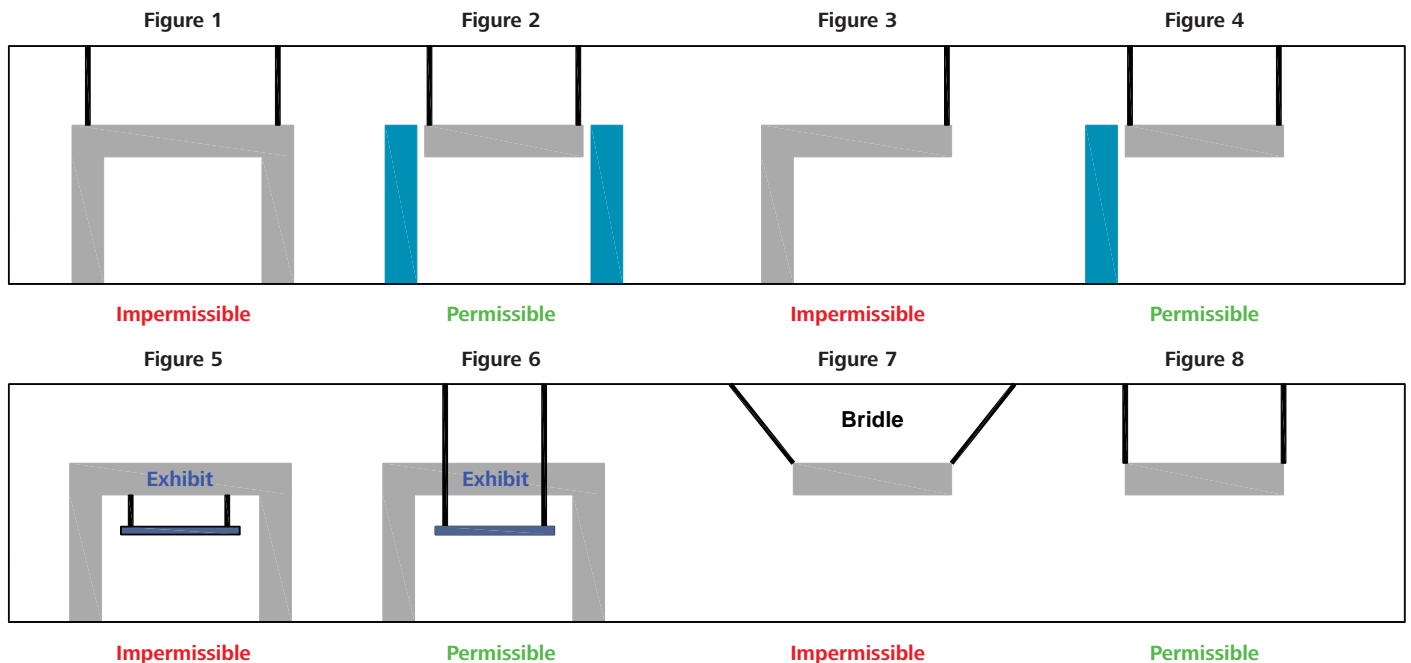 Figure 1 Figure 2 Figure 3 Figure 4
Impermissible Permissible Impermissible Permissible
Figure 5 Figure 6 Figure 7 Figure 8
Bridle
Exhibit Exhibit
Impermissible Permissible Impermissible Permissible